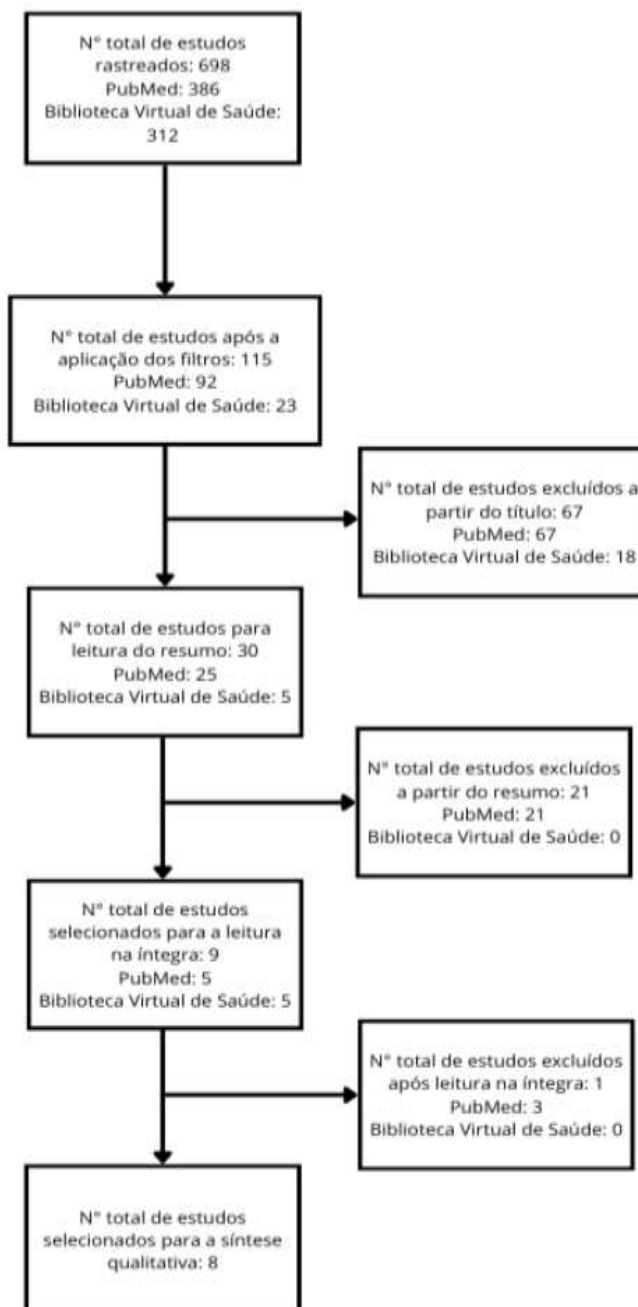 N° total de estudos
rastreados: 698
PubMed: 386
Biblioteca Virtual de Saúde:
312
N° total de estudos após a
aplicação dos filtros: 115
PubMed: 92
Biblioteca Virtual de Saúde: 23
N° total de estudos excluídos a
partir do título: 67
PubMed: 67
Biblioteca Virtual de Saúde: 18
N° total de estudos para
leitura do resumo: 30
PubMed: 25
Biblioteca Virtual de Saúde: 5
N° total de estudos excluídos
a partir do resumo: 21
PubMed: 21
Biblioteca Virtual de Saúde: 0
N° total de estudos
selecionados para a leitura
na íntegra: 9
PubMed: 5
Biblioteca Virtual de Saúde: 5
N° total de estudos excluídos
após leitura na íntegra: 1
PubMed: 3
Biblioteca Virtual de Saúde: 0
N° total de estudos
selecionados para a síntese
qualitativa: 8